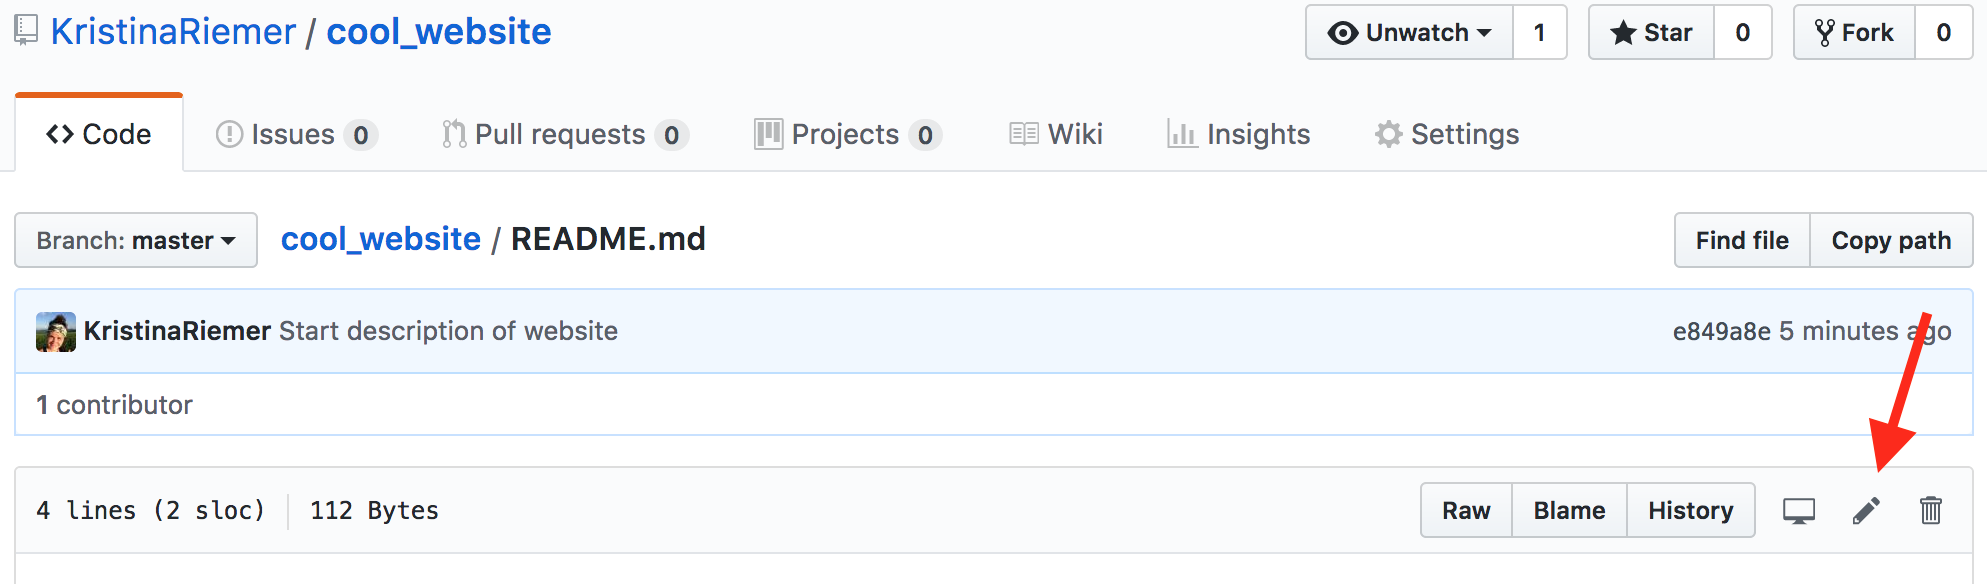 KristinaRiemer / cool_website
Unwatch 1 Star 0 Fork 0
Code Issues 0 Pull requests 0 Projects 0 Wiki Insights Settings
Branch: master cool_website / README.md Find file Copy path
KristinaRiemer Start description of website e849a8e 5 minutes ago
1 contributor
4 lines (2 sloc) 112 Bytes Raw Blame History